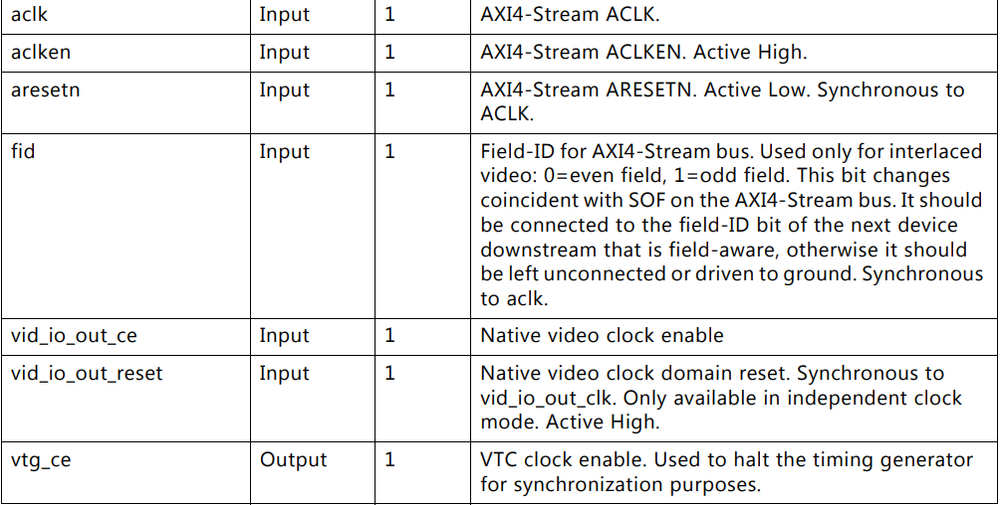 aclk Input 1 AXI4-Stream ACLK.
aclken Input 1 AXI4-Stream ACLKEN. Active High.
aresetn Input 1 AXI4-Stream ARESETN. Active Low. Synchronous to
ACLK.
fid Input 1 Field-ID for AXI4-Stream bus. Used only for interlaced
video: 0=even field, 1=odd field. This bit changes
coincident with SOF on the AXI4-Stream bus. It should
be connected to the field-ID bit of the next device
downstream that is field-aware, otherwise it should
be left unconnected or driven to ground. Synchronous
to aclk.
vid_io_out_ce Input 1 Native video clock enable
vid_io_out_reset Input 1 Native video clock domain reset. Synchronous to
vid_io_out_clk. Only available in independent clock
mode. Active High.
vtg_ce Output 1 VTC clock enable. Used to halt the timing generator
for synchronization purposes.